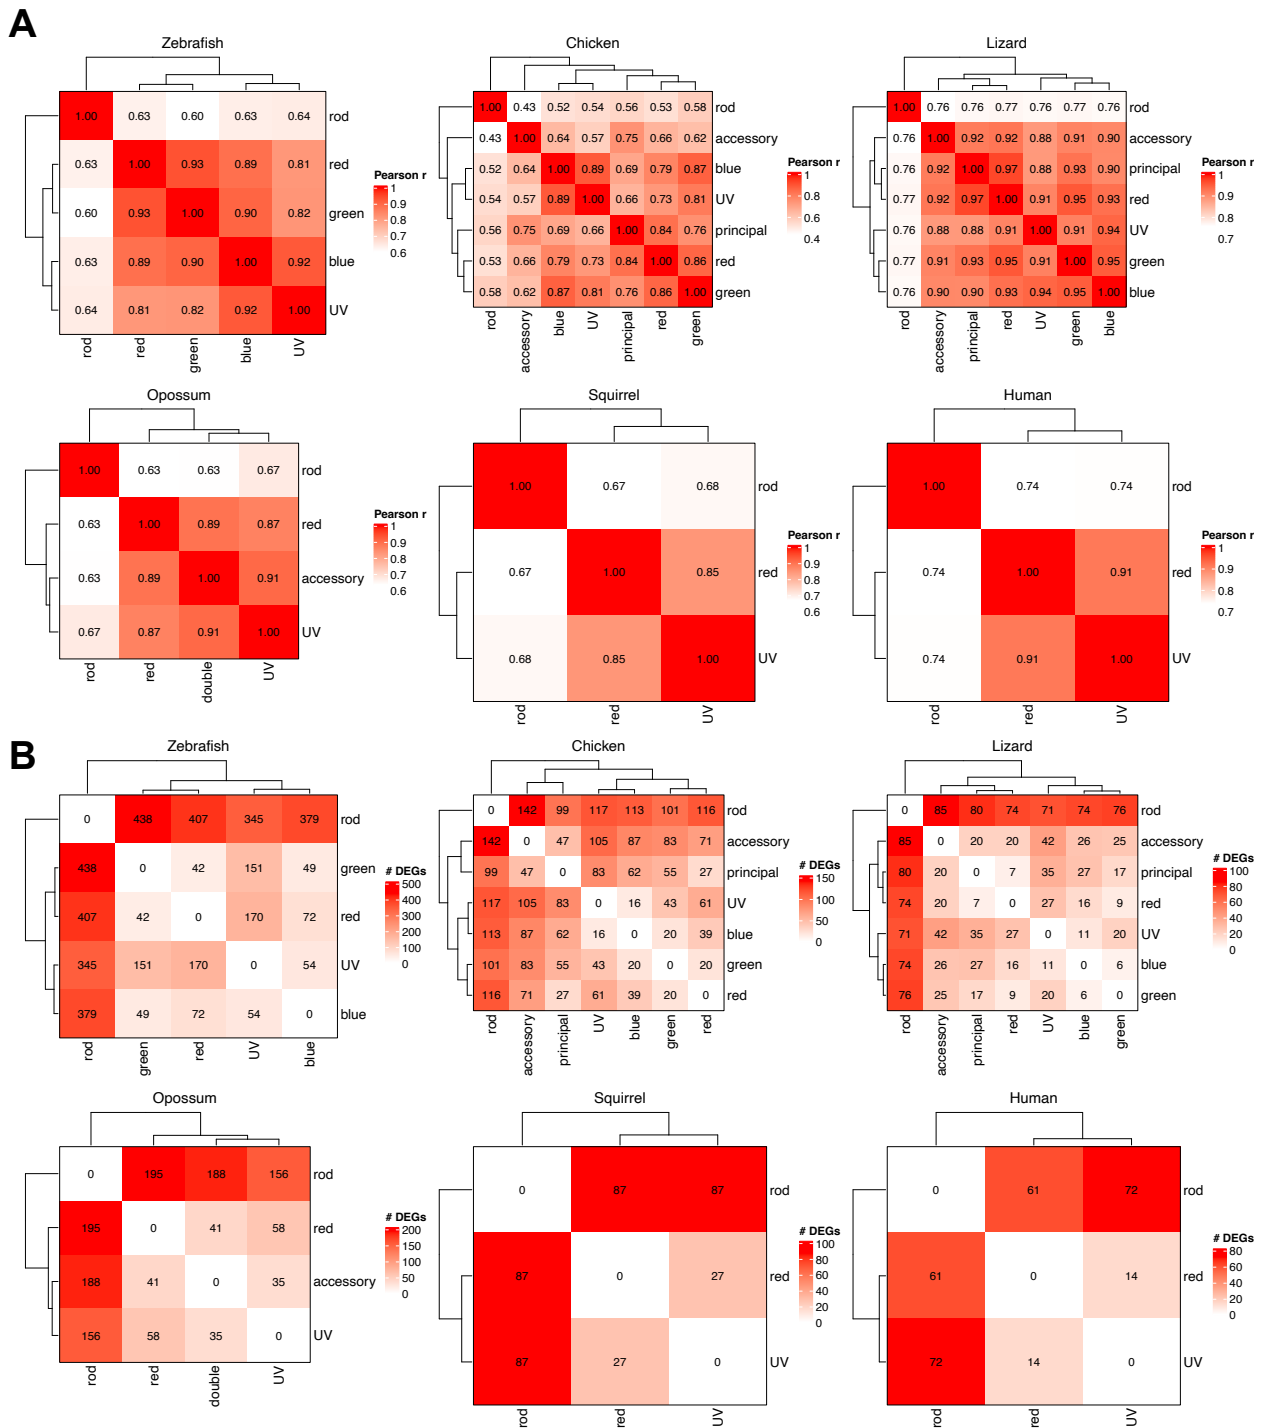 A
Zebrafish
1.00 0.63 0.60 0.63 0.64 rod
0.63 1.00 0.93 0.89 0.81 red
0.60 0.93 1.00 0.90 0.82 green
0.63 0.89 0.90 1.00 0.92 blue
0.64 0.81 0.82 0.92 1.00 UV
rod red green blue UV
Pearson r
1
0.9
0.8
0.7
0.6
Chicken
1.00 0.43 0.52 0.54 0.56 0.53 0.58 rod
0.43 1.00 0.64 0.57 0.75 0.66 0.62 accessory
0.52 0.64 1.00 0.89 0.69 0.79 0.87 blue
0.54 0.57 0.89 1.00 0.66 0.73 0.81 UV
0.56 0.75 0.69 0.66 1.00 0.84 0.76 principal
0.53 0.66 0.79 0.73 0.84 1.00 0.86 red
0.58 0.62 0.87 0.81 0.76 0.86 1.00 green
rod accessory blue UV principal red green
Pearson r
1
0.8
0.6
0.4
Lizard
1.00 0.76 0.76 0.77 0.76 0.77 0.76 rod
0.76 1.00 0.92 0.92 0.88 0.91 0.90 accessory
0.76 0.92 1.00 0.97 0.88 0.93 0.90 principal
0.77 0.92 0.97 1.00 0.91 0.95 0.93 red
0.76 0.88 0.88 0.91 1.00 0.91 0.94 UV
0.77 0.91 0.93 0.95 0.91 1.00 0.95 green
0.76 0.90 0.90 0.93 0.94 0.95 1.00 blue
rod accessory principal red UV green blue
Pearson r
1
0.9
0.8
0.7
Opossum
1.00 0.63 0.63 0.67 rod
0.63 1.00 0.89 0.87 red
0.63 0.89 1.00 0.91 accessory
0.67 0.87 0.91 1.00 UV
rod red double UV
Pearson r
1
0.9
0.8
0.7
0.6
Squirrel
1.00 0.67 0.68 rod
0.67 1.00 0.85 red
0.68 0.85 1.00 UV
rod red UV
Pearson r
1
0.9
0.8
0.7
0.6
Human
1.00 0.74 0.74 rod
0.74 1.00 0.91 red
0.74 0.91 1.00 UV
rod red UV
Pearson r
1
0.9
0.8
0.7
B
Zebrafish
0 438 407 345 379 rod
438 0 42 151 49 green
407 42 0 170 72 red
345 151 170 0 54 UV
379 49 72 54 0 blue
rod green red UV blue
# DEGs
500
400
300
200
100
0
Chicken
0 142 99 117 113 101 116 rod
142 0 47 105 87 83 71 accessory
99 47 0 83 62 55 27 principal
117 105 83 0 16 43 61 UV
113 87 62 16 0 20 39 blue
101 83 55 43 20 0 20 green
116 71 27 61 39 20 0 red
rod accessory principal UV blue green red
# DEGs
150
100
50
0
Lizard
0 85 80 74 71 74 76 rod
85 0 20 20 42 26 25 accessory
80 20 0 7 35 27 17 principal
74 20 7 0 27 16 9 red
71 42 35 27 0 11 20 UV
74 26 27 16 11 0 6 blue
76 25 17 9 20 6 0 green
rod accessory principal red UV blue green
# DEGs
100
80
60
40
20
0
Opossum
0 195 188 156 rod
195 0 41 58 red
188 41 0 35 accessory
156 58 35 0 UV
rod red double UV
# DEGs
200
150
100
50
0
Squirrel
0 87 87 rod
87 0 27 red
87 27 0 UV
rod red UV
# DEGs
100
80
60
40
20
0
Human
0 61 72 rod
61 0 14 red
72 14 0 UV
rod red UV
# DEGs
80
60
40
20
0